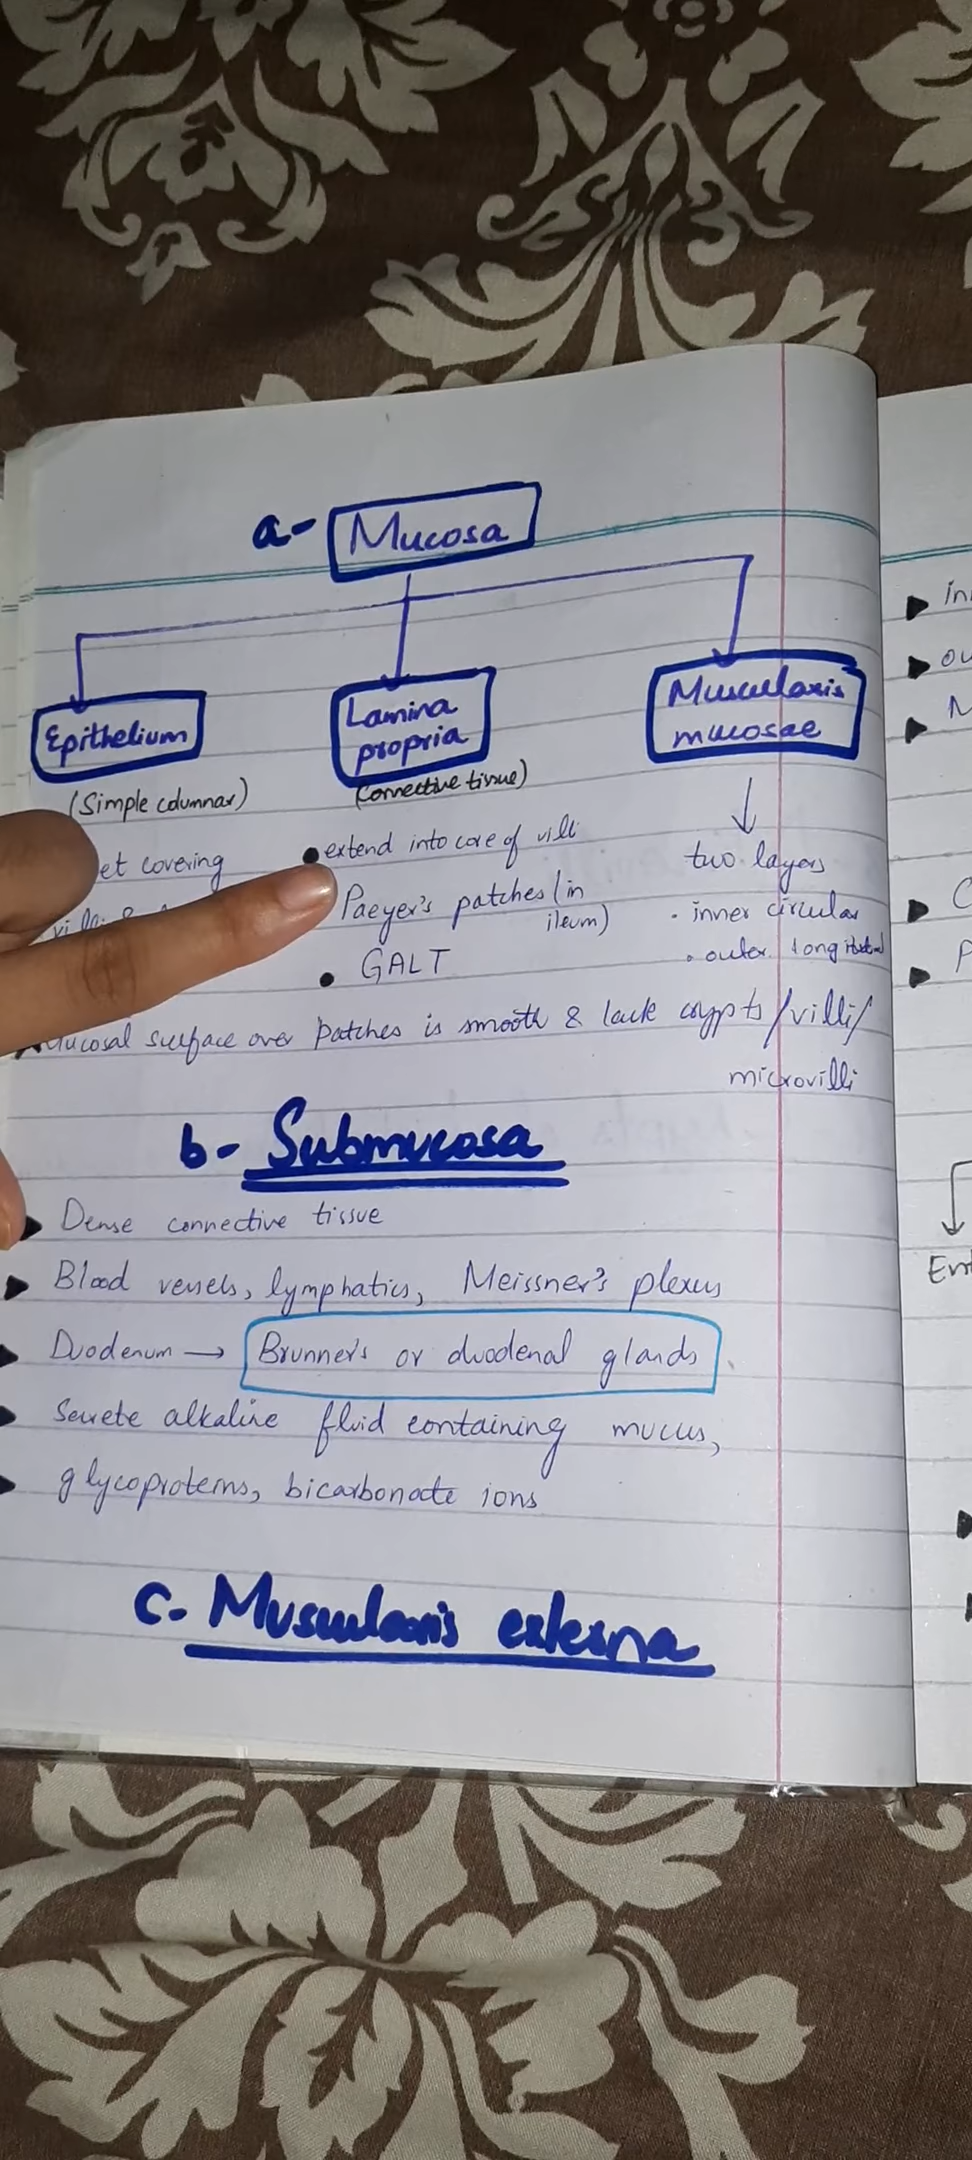 a- Mucosa
Epithelium
(Simple columnar)
et covering
Lamina
propria
(connective tissue)
extend into core of villi
Paeyer's patches (in
ileum)
• GALT
Muscularis
mucosae
two layers
• inner circular
• outer longitudinal
Mucosal surface over patches is smooth & lack crypts/villi/
microvilli
b- Submucosa
Dense connective tissue
Blood vessels, lymphatics, Meissner's plexus
Duodenum → Brunner's or duodenal glands
Secrete alkaline fluid containing mucus,
glycoproteins, bicarbonate ions
c. Muscularis externa